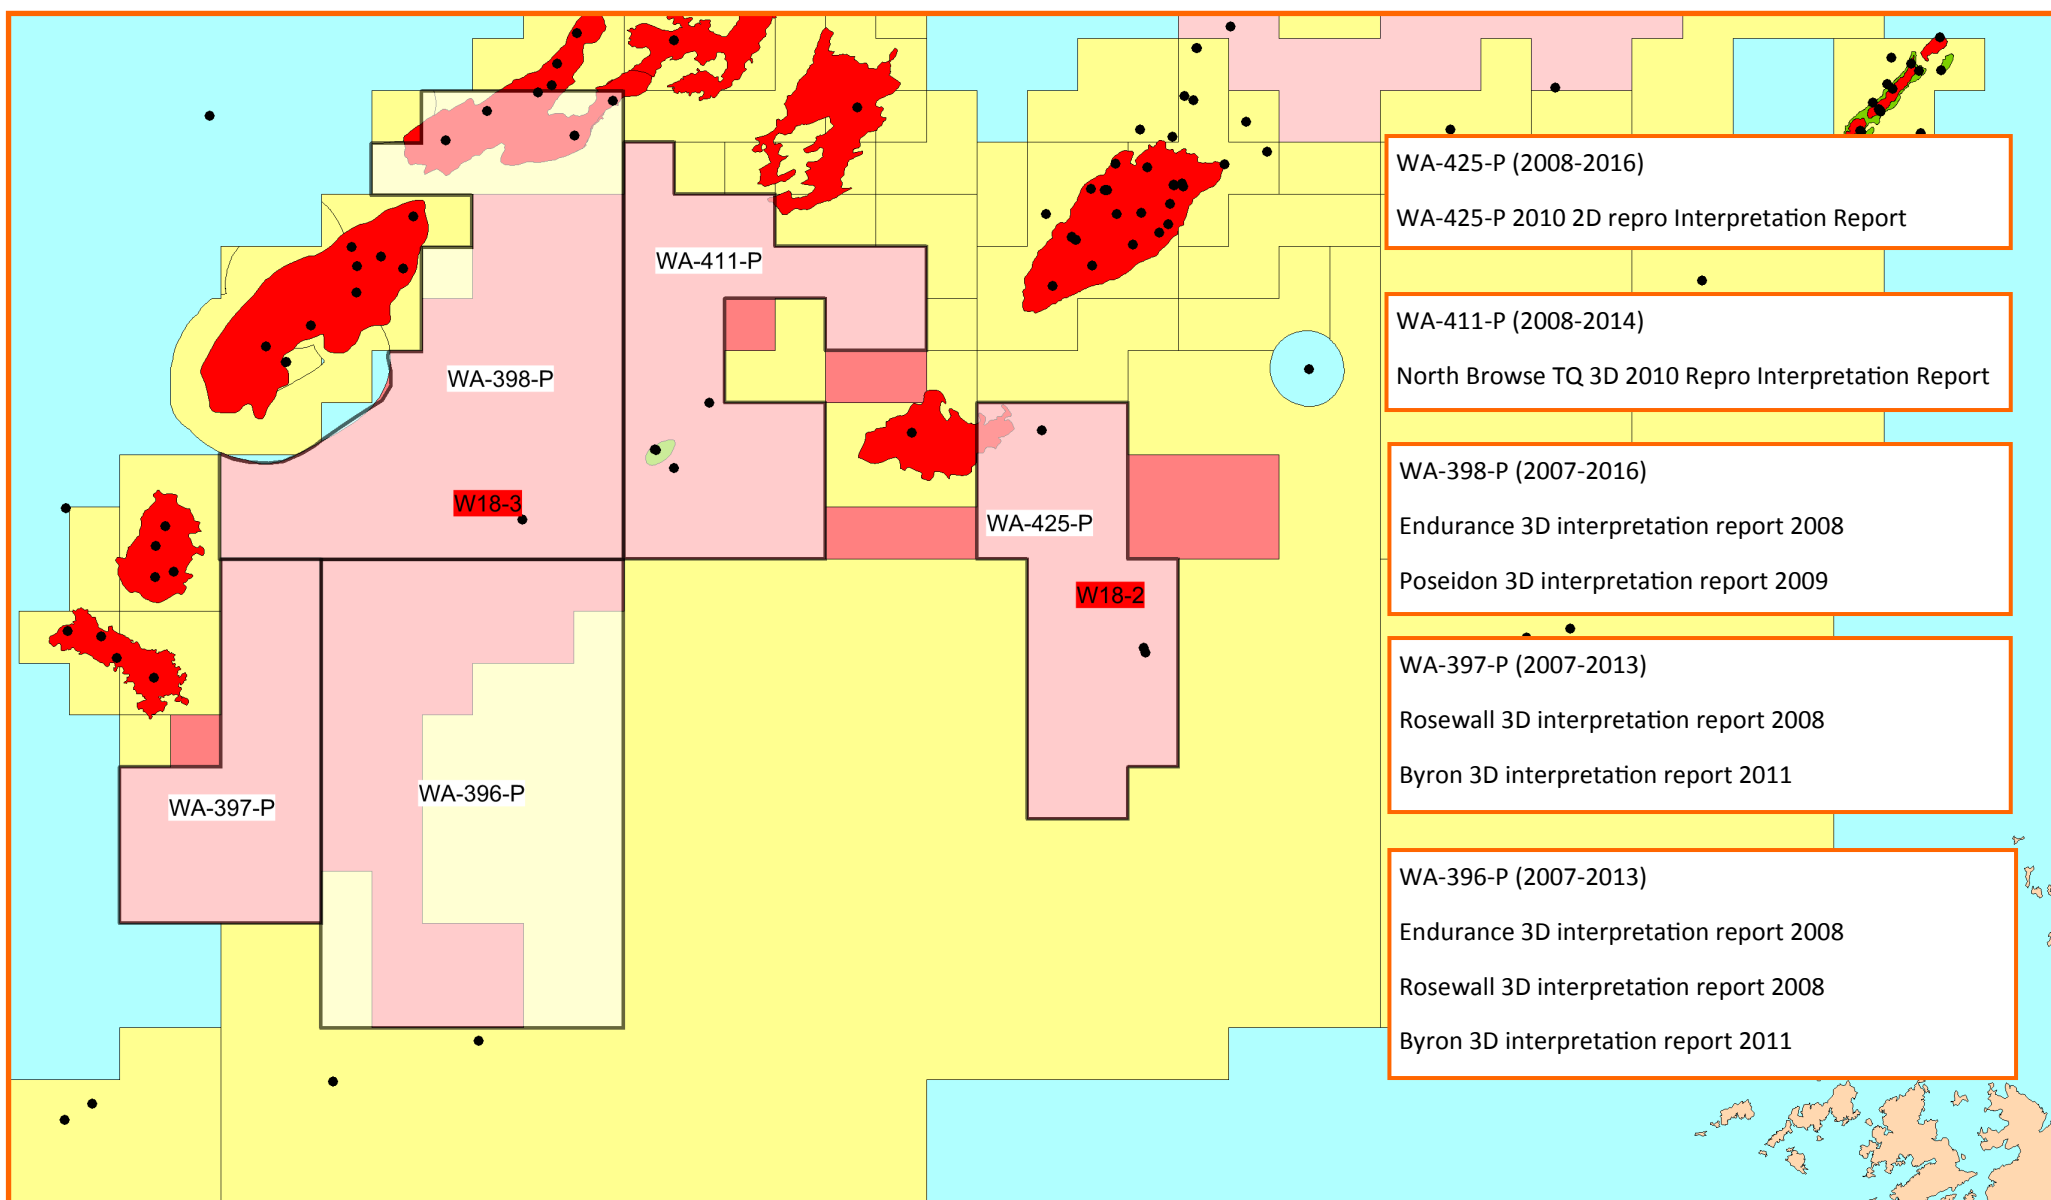 WA-411-P
WA-398-P
W18-3
WA-425-P
W18-2
WA-397-P
WA-396-P
WA-425-P (2008-2016)
WA-425-P 2010 2D repro Interpretation Report
WA-411-P (2008-2014)
North Browse TQ 3D 2010 Repro Interpretation Report
WA-398-P (2007-2016)
Endurance 3D interpretation report 2008
Poseidon 3D interpretation report 2009
WA-397-P (2007-2013)
Rosewall 3D interpretation report 2008
Byron 3D interpretation report 2011
WA-396-P (2007-2013)
Endurance 3D interpretation report 2008
Rosewall 3D interpretation report 2008
Byron 3D interpretation report 2011